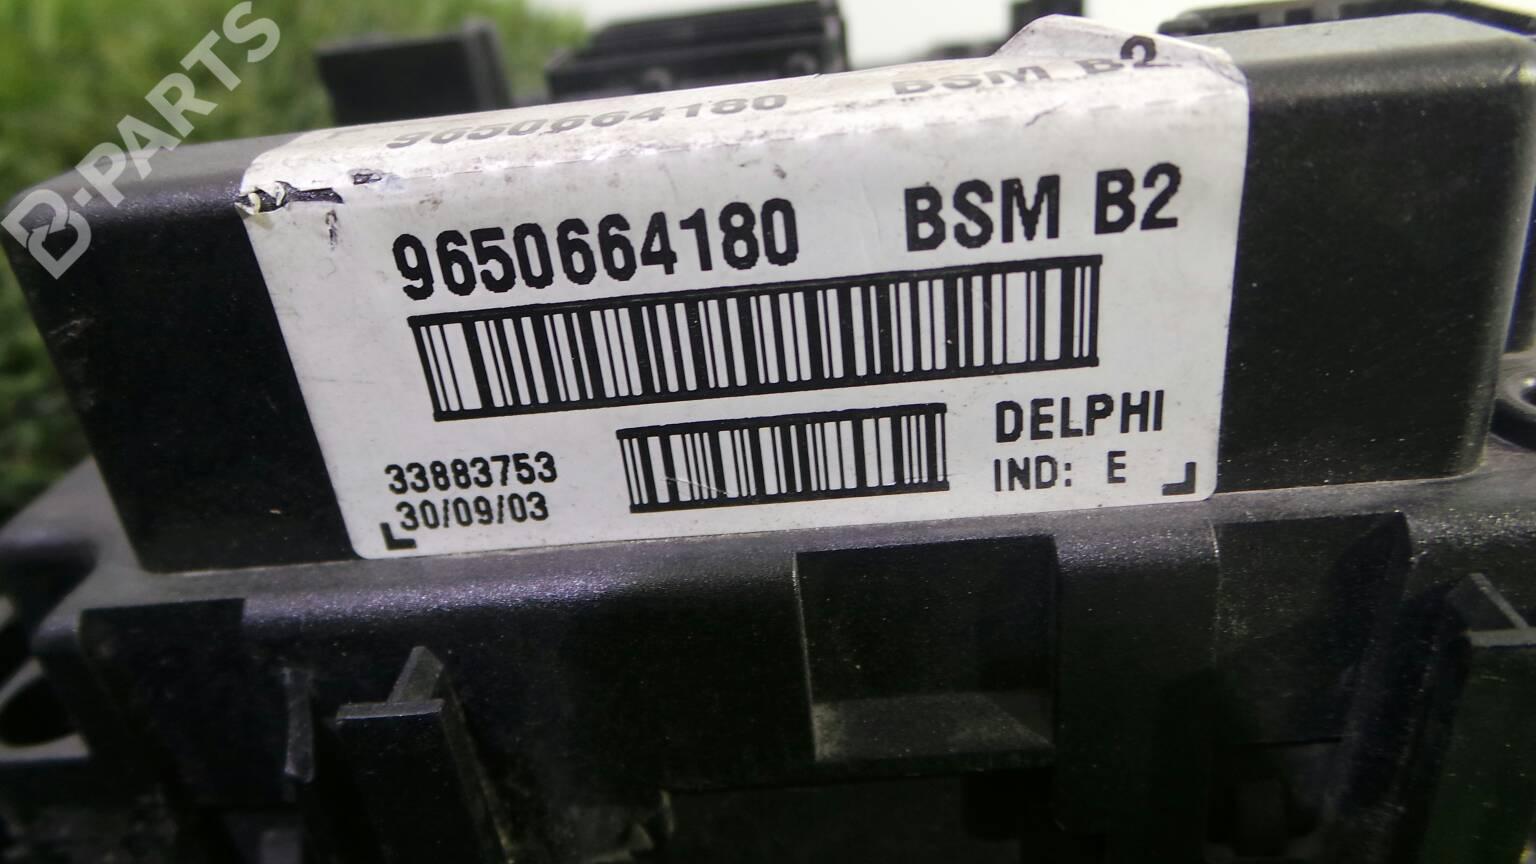 B-PARTS
9650664180 BSM B2
9650664180 BSM B2
DELPHI
33883753
IND: E
30/09/03